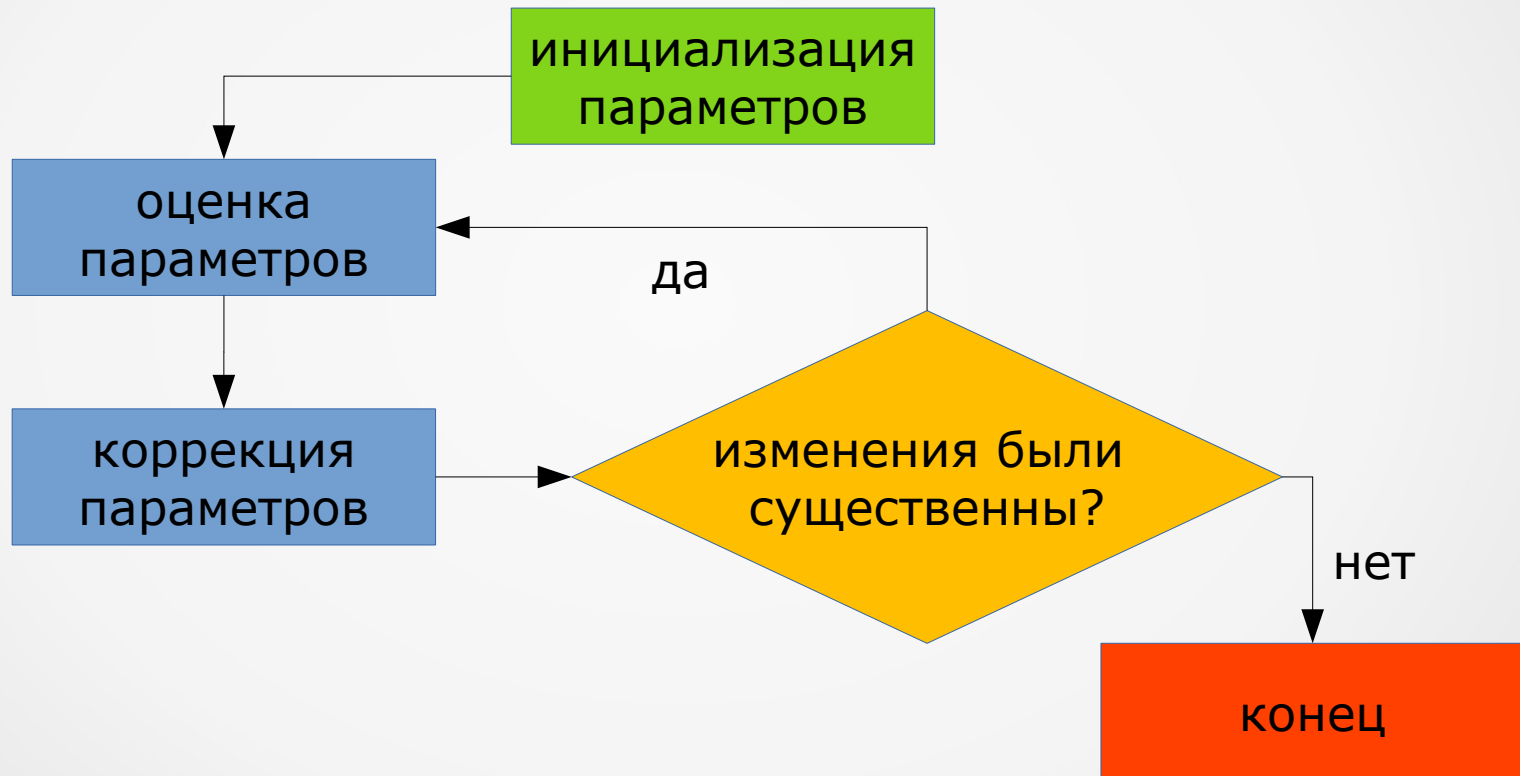 инициализация
параметров
оценка
параметров
да
коррекция
параметров
изменения были
существенны?
нет
конец